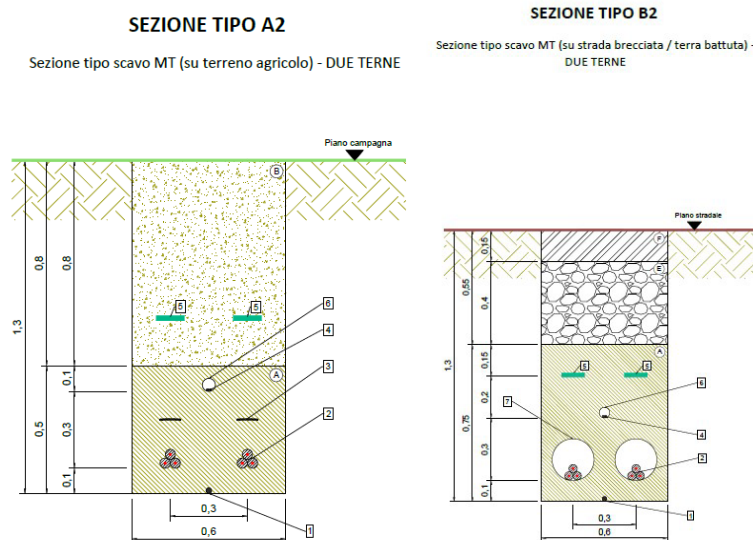 SEZIONE TIPO A2
Sezione tipo scavo MT (su terreno agricolo) - DUE TERNE
Piano campagna
B
5
5
0,8
0,8
1,3
6
4
A
0,1
3
0,3
2
0,5
0,1
1
0,3
0,6
SEZIONE TIPO B2
Sezione tipo scavo MT (su strada brecciata / terra battuta) -
DUE TERNE
Piano stradale
F
0,15
E
0,55
0,4
A
0,15
5
5
1,3
0,2
6
7
0,75
4
0,3
2
0,1
1
0,3
0,6